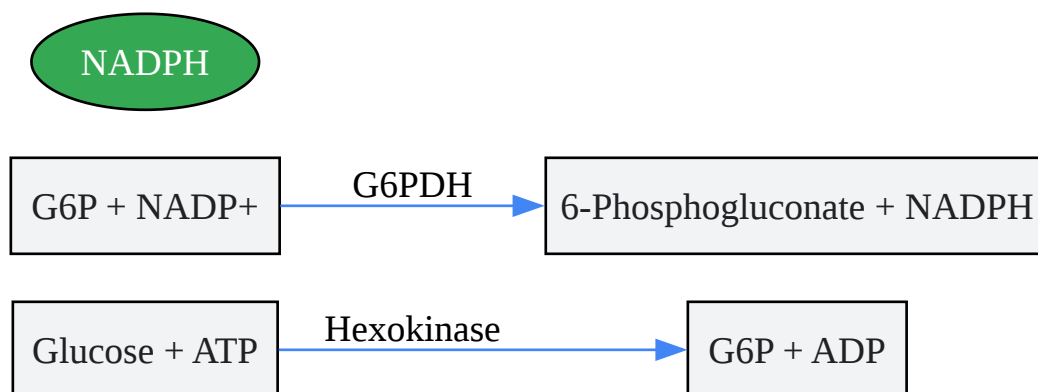 NADPH
G6P + NADP+
G6PDH
6-Phosphogluconate + NADPH
Glucose + ATP
Hexokinase
G6P + ADP